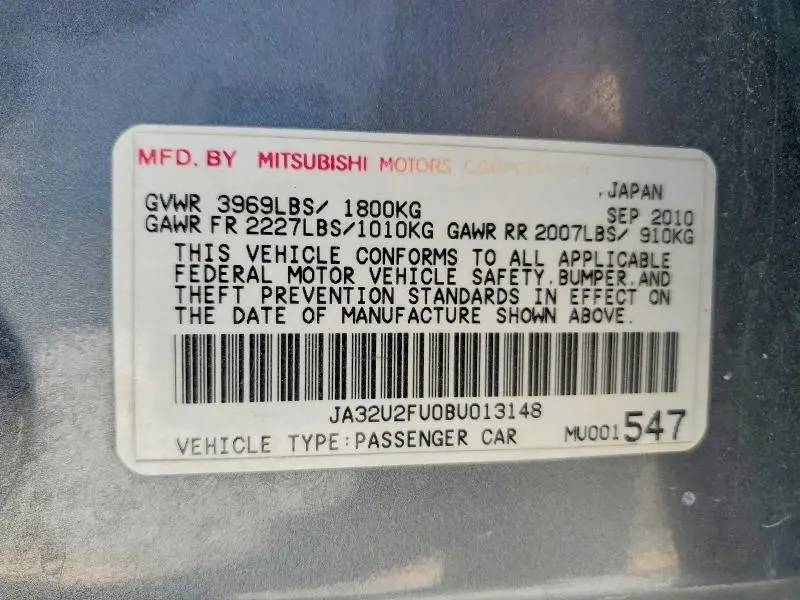 MFD. BY MITSUBISHI MOTORS CORPORATION
, JAPAN
GVWR 3969LBS/ 1800KG SEP 2010
GAWR FR 2227LBS/1010KG GAWR RR 2007LBS/ 910KG
THIS VEHICLE CONFORMS TO ALL APPLICABLE
FEDERAL MOTOR VEHICLE SAFETY, BUMPER, AND
THEFT PREVENTION STANDARDS IN EFFECT ON
THE DATE OF MANUFACTURE SHOWN ABOVE.
JA32U2FU0BU013148
VEHICLE TYPE:PASSENGER CAR MU001547